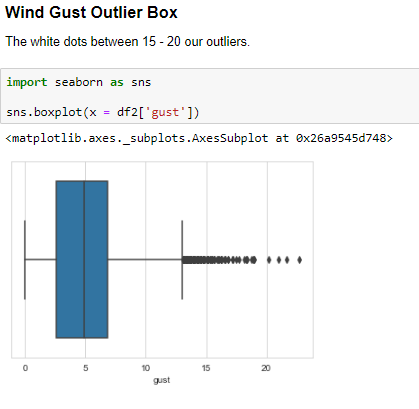 Wind Gust Outlier Box
The white dots between 15 - 20 our outliers.
import seaborn as sns
sns.boxplot(x = df2['gust'])
<matplotlib.axes._subplots.AxesSubplot at 0x26a9545d748>
0 5 10 15 20
gust